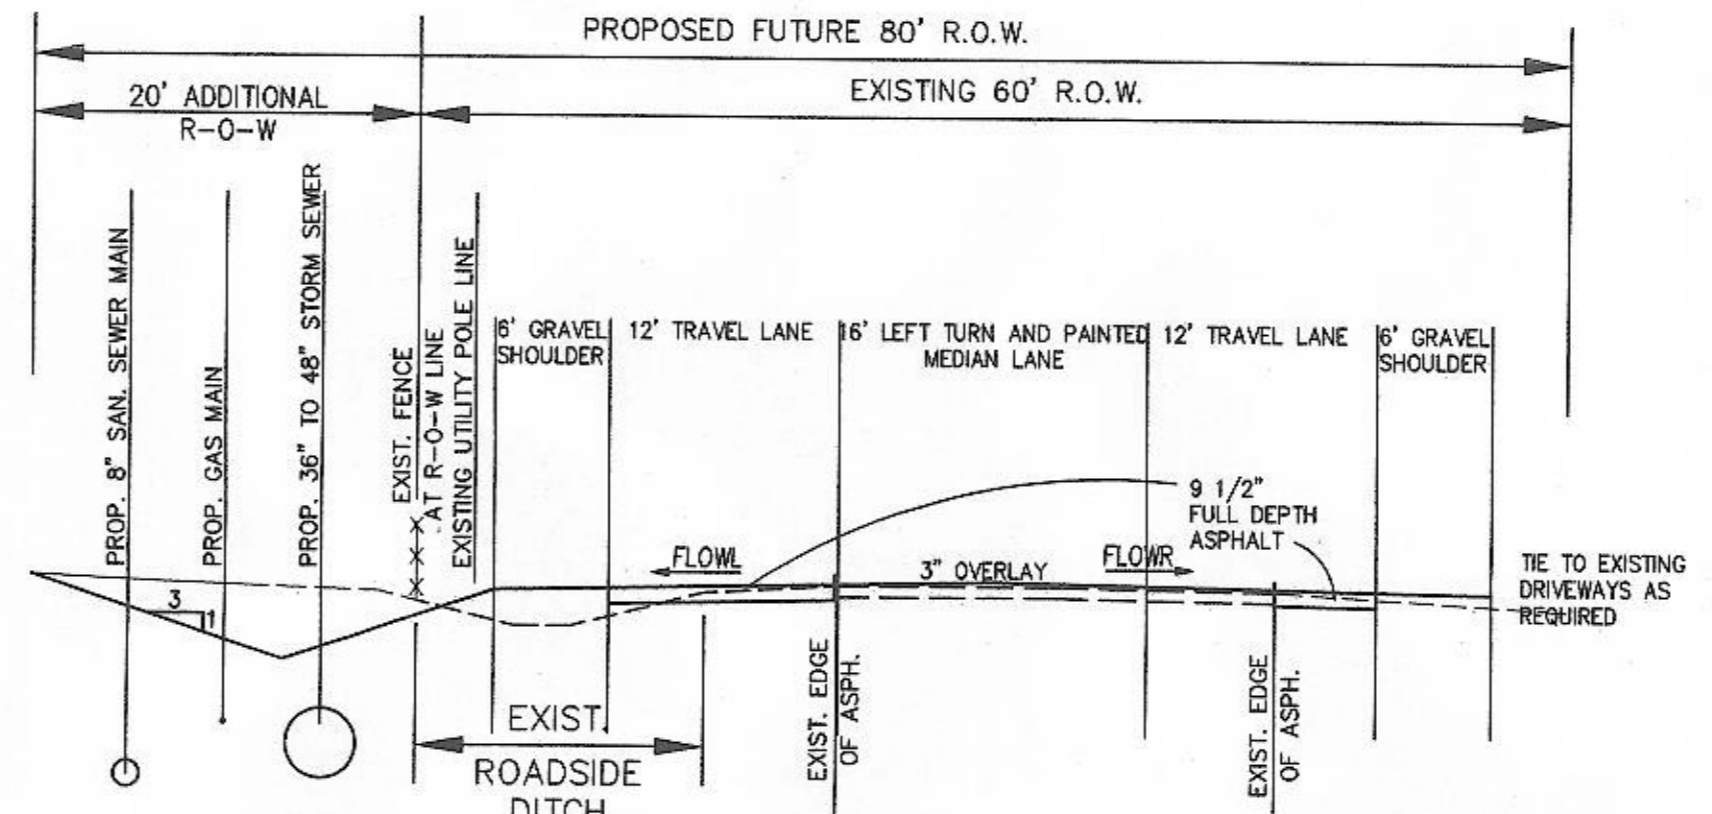 PROPOSED FUTURE 80' R.O.W.
20' ADDITIONAL
R-O-W
EXISTING 60' R.O.W.
PROP. 8" SAN. SEWER MAIN
PROP. GAS MAIN
PROP. 36" TO 48" STORM SEWER
EXIST. FENCE
AT R-O-W LINE
EXISTING UTILITY POLE LINE
6' GRAVEL
SHOULDER
12' TRAVEL LANE
16' LEFT TURN AND PAINTED
MEDIAN LANE
12' TRAVEL LANE
6' GRAVEL
SHOULDER
9 1/2"
FULL DEPTH
ASPHALT
FLOWL
3" OVERLAY
FLOWR
TIE TO EXISTING
DRIVEWAYS AS
REQUIRED
3
1
EXIST.
ROADSIDE
DITCH
EXIST. EDGE
OF ASPH.
EXIST. EDGE
OF ASPH.